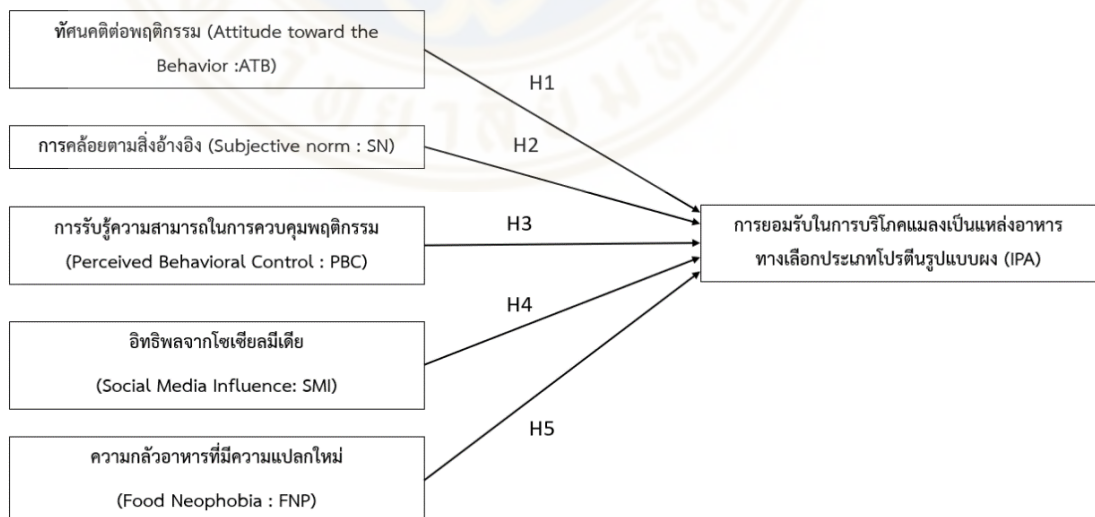 ทัศนคติต่อพฤติกรรม (Attitude toward the
Behavior :ATB)
H1
การคล้อยตามสิ่งอ้างอิง (Subjective norm : SN)
H2
การรับรู้ความสามารถในการควบคุมพฤติกรรม
(Perceived Behavioral Control : PBC)
H3
การยอมรับในการบริโภคแมลงเป็นแหล่งอาหาร
ทางเลือกประเภทโปรตีนรูปแบบผง (IPA)
อิทธิพลจากโซเชียลมีเดีย
(Social Media Influence: SMI)
H4
ความกลัวอาหารที่มีความแปลกใหม่
(Food Neophobia : FNP)
H5